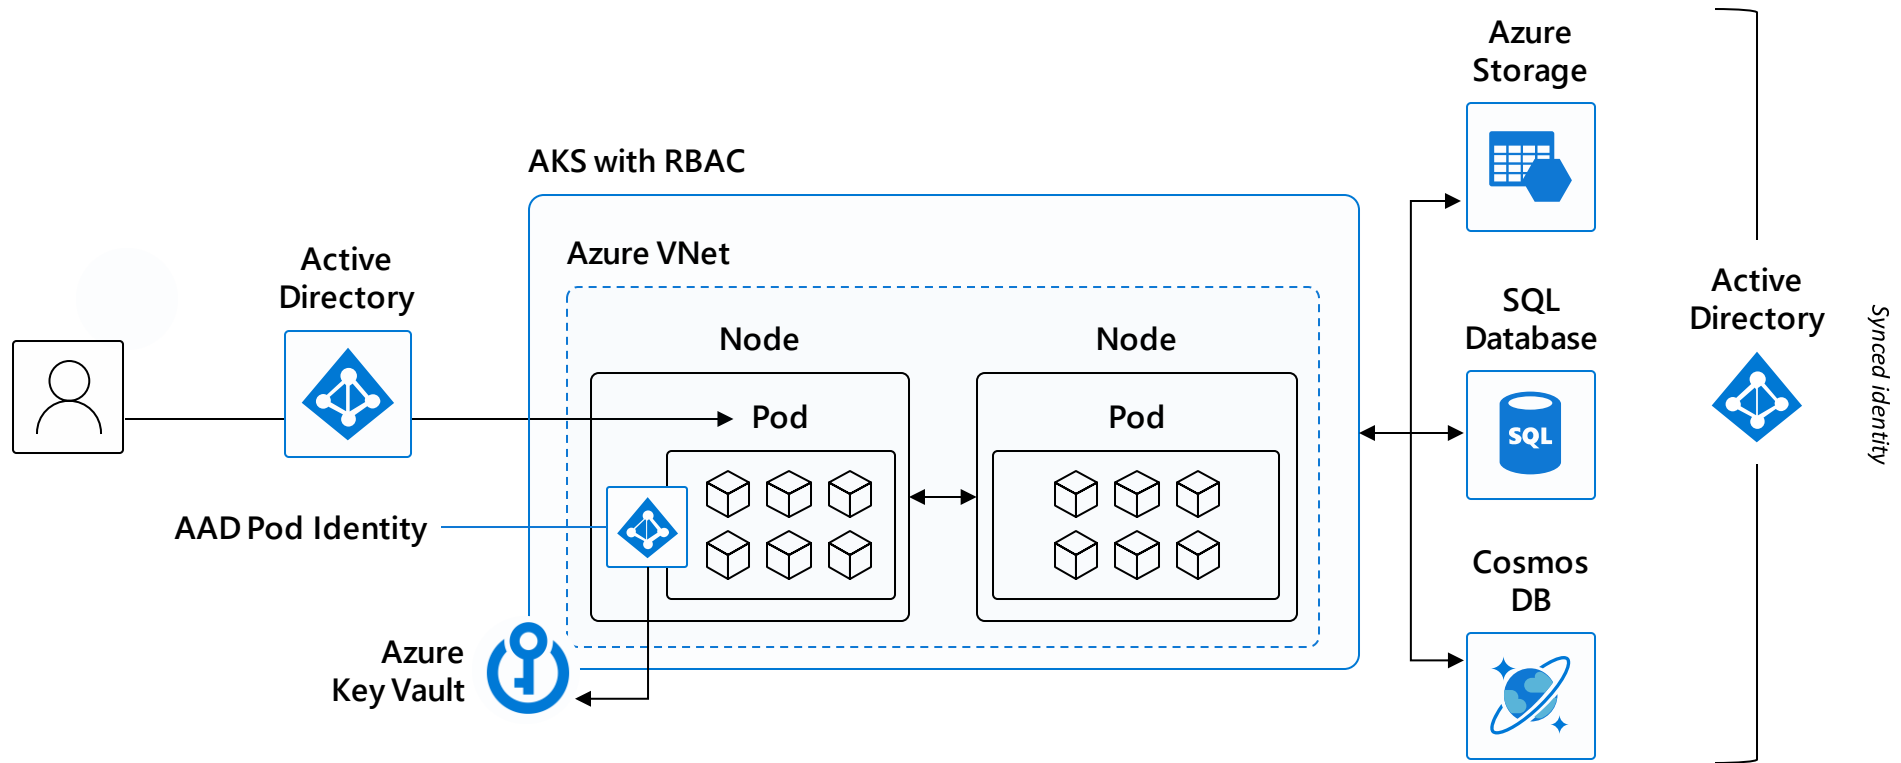 Azure
Storage
AKS with RBAC
Azure VNet
Active
Directory
Active
Directory
SQL
Database
Synced identity
Node
Node
Pod
Pod
SQL
AAD Pod Identity
Cosmos
DB
Azure
Key Vault